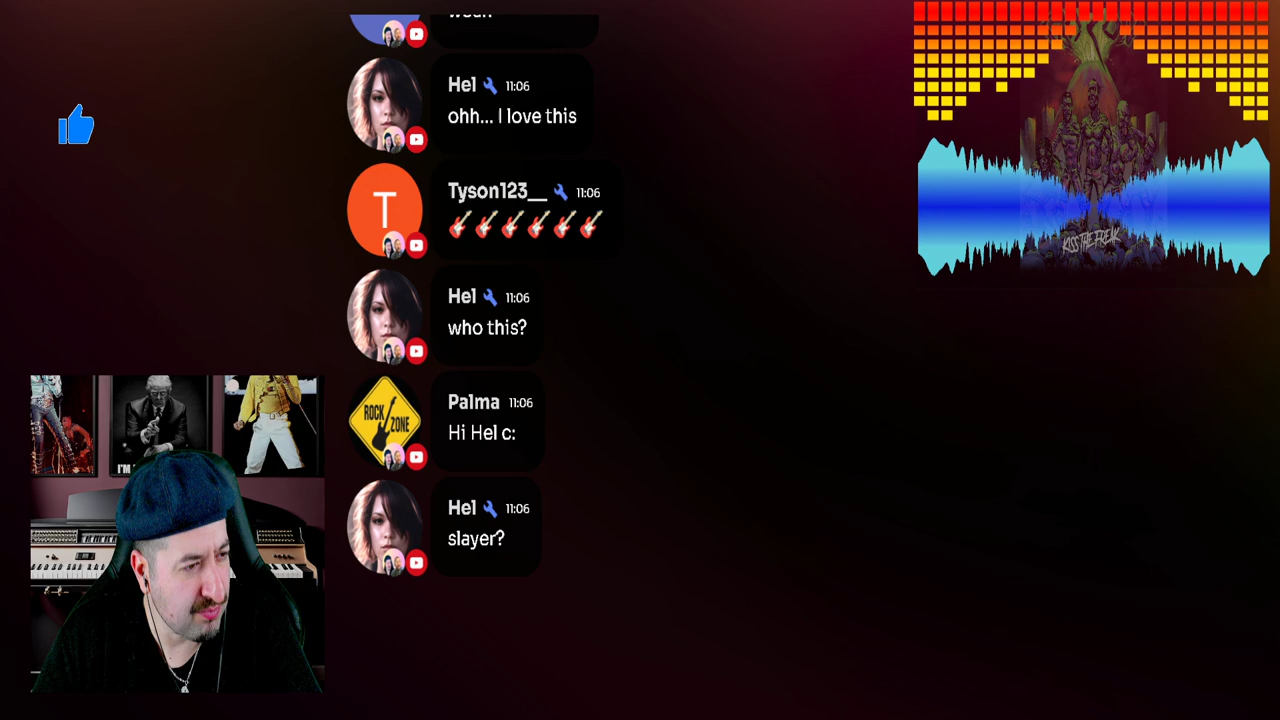 Hel 11:06
ohh... I love this
Tyson123__ 11:06
Hel 11:06
who this?
ROCK ZONE
Palma 11:06
Hi Hel c:
Hel 11:06
slayer?
T
KISS THE FREAK
I'M